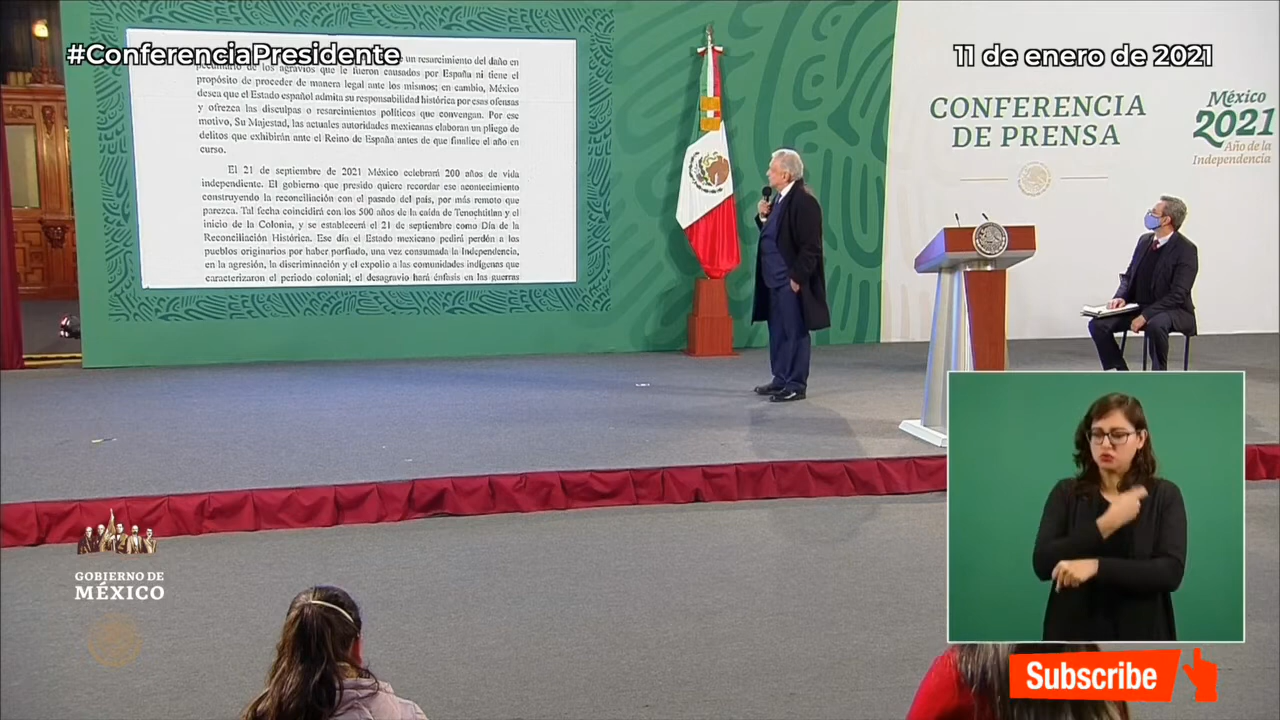 #ConferenciaPresidente
11 de enero de 2021
un resarcimiento del daño en
pecuniario de los agravios que le fueron causados por España ni tiene el
propósito de proceder de manera legal ante los mismos; en cambio, México
desea que el Estado español admita su responsabilidad histórica por esas ofensas
y ofrezca las disculpas o resarcimientos políticos que convengan. Por ese
motivo, Su Majestad, las actuales autoridades mexicanas elaboran un pliego de
delitos que exhibirán ante el Reino de España antes de que finalice el año en
curso.
El 21 de septiembre de 2021 México celebrará 200 años de vida
independiente. El gobierno que presido quiere recordar ese acontecimiento
construyendo la reconciliación con el pasado del país, por más remoto que
parezca. Tal fecha coincidirá con los 500 años de la caída de Tenochtitlan y el
inicio de la Colonia, y se establecerá el 21 de septiembre como Día de la
Reconciliación Histórica. Ese día el Estado mexicano pedirá perdón a los
pueblos originarios por haber porfiado, una vez consumada la Independencia,
en la agresión, la discriminación y el expolio a las comunidades indígenas que
caracterizaron el periodo colonial; el desagravio hará énfasis en las guerras
CONFERENCIA
DE PRENSA
México
2021
Año de la
Independencia
GOBIERNO DE
MÉXICO
Subscribe